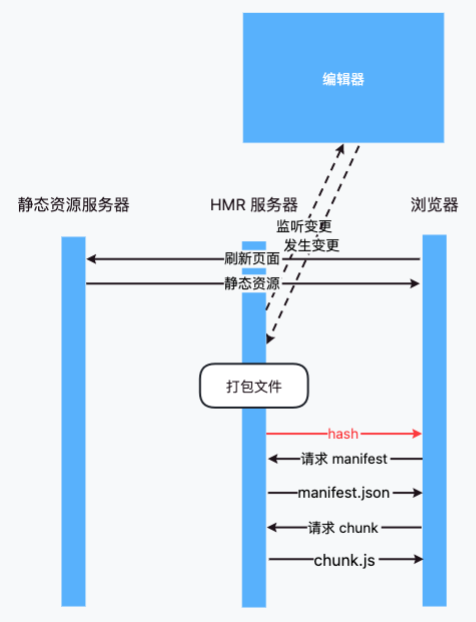 编辑器
静态资源服务器
HMR 服务器
浏览器
监听变更
发生变更
刷新页面
静态资源
打包文件
hash
请求 manifest
manifest.json
请求 chunk
chunk.js